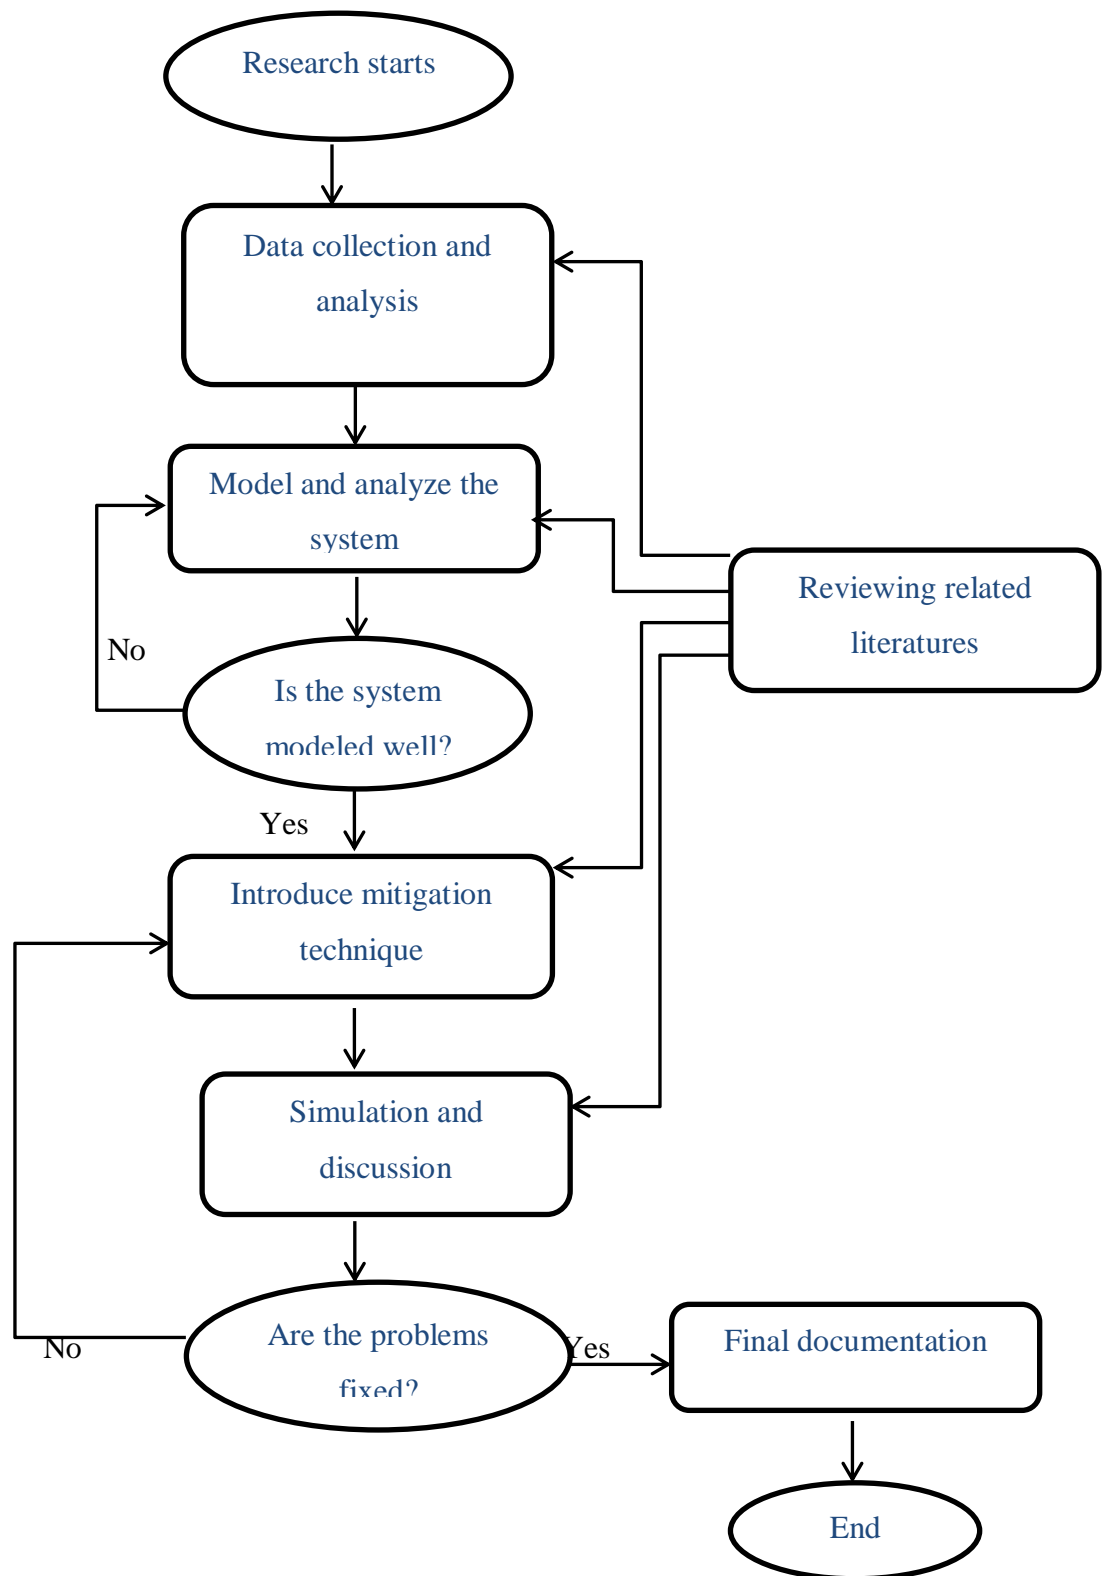 Research starts
Data collection and
analysis
Model and analyze the
system
Reviewing related
literatures
No
Is the system
modeled well?
Yes
Introduce mitigation
technique
Simulation and
discussion
Are the problems
fixed?
No
Yes
Final documentation
End